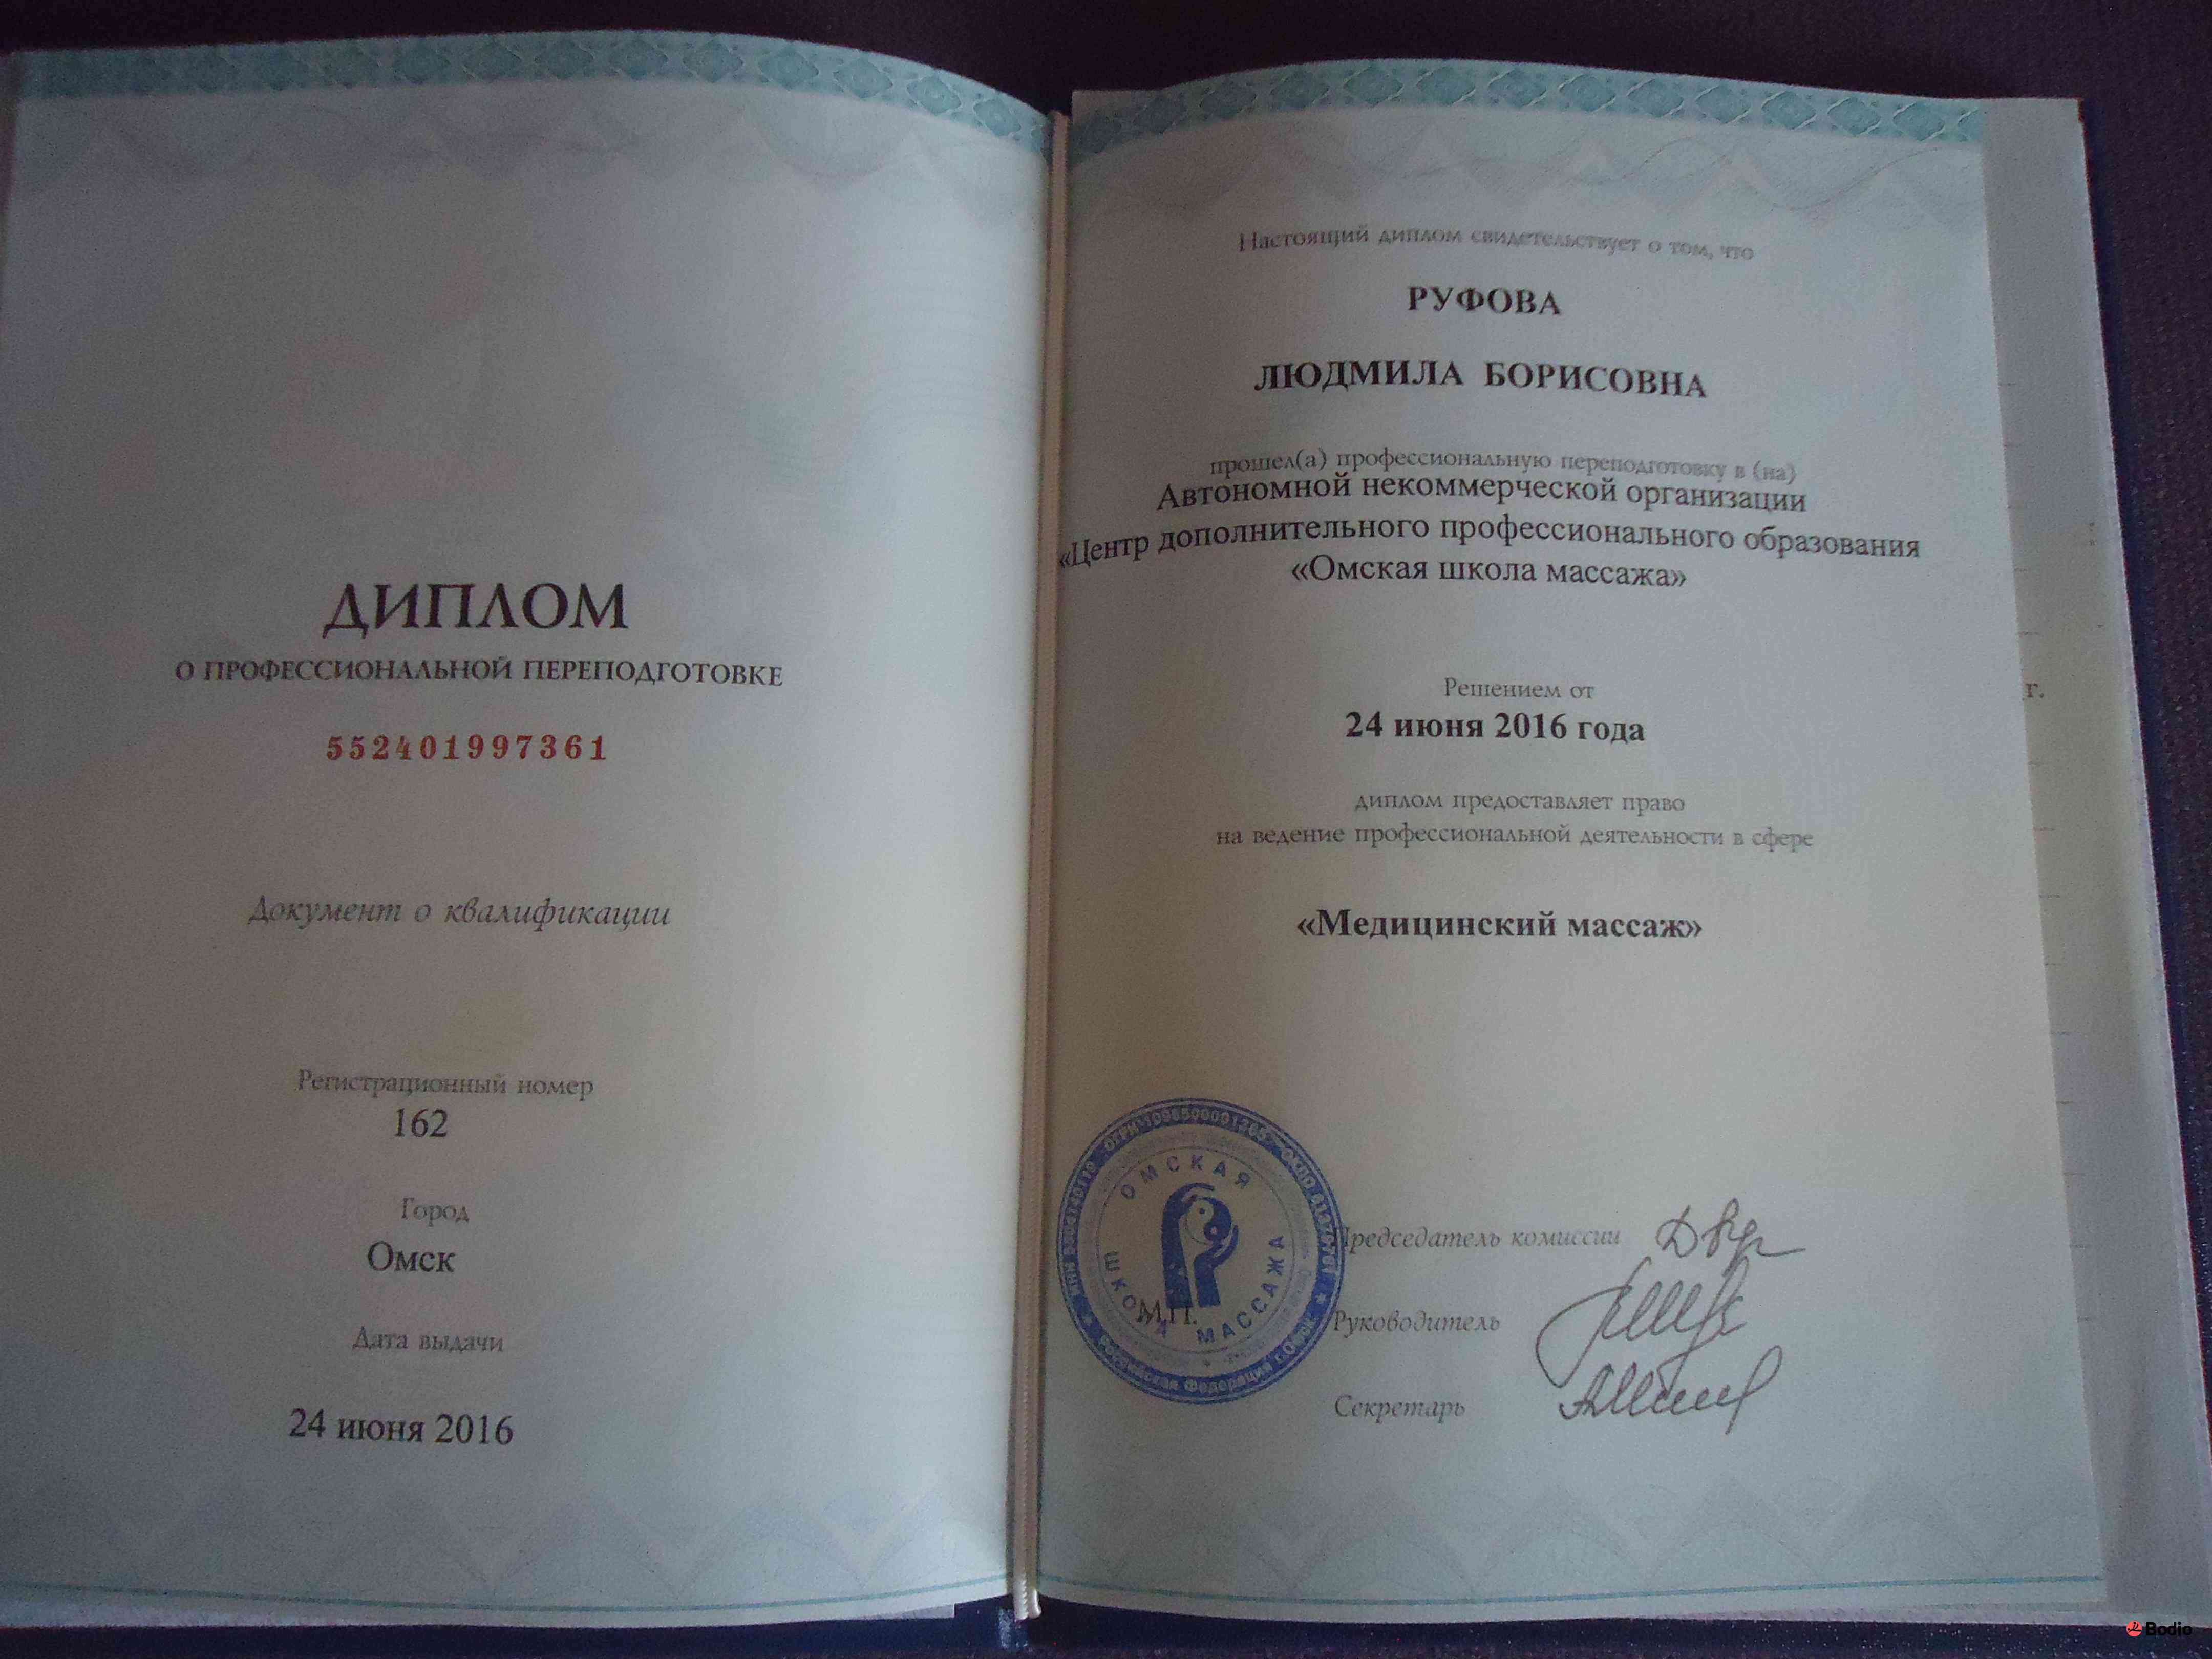 ДИПЛОМ
О ПРОФЕССИОНАЛЬНОЙ ПЕРЕПОДГОТОВКЕ
552401997361
Документ о квалификации
Регистрационный номер
162
Город
Омск
Дата выдачи
24 июня 2016
Настоящий диплом свидетельствует о том, что
РУФОВА
ЛЮДМИЛА БОРИСОВНА
прошел(а) профессиональную переподготовку в (на)
Автономной некоммерческой организации
«Центр дополнительного профессионального образования
«Омская школа массажа»
Решением от
24 июня 2016 года
диплом предоставляет право
на ведение профессиональной деятельности в сфере
«Медицинский массаж»
Председатель комиссии
Руководитель
Секретарь
М.П.
ОМСКАЯ
ШКОЛА МАССАЖА
Российская Федерация г.Омск
г.
Bodio